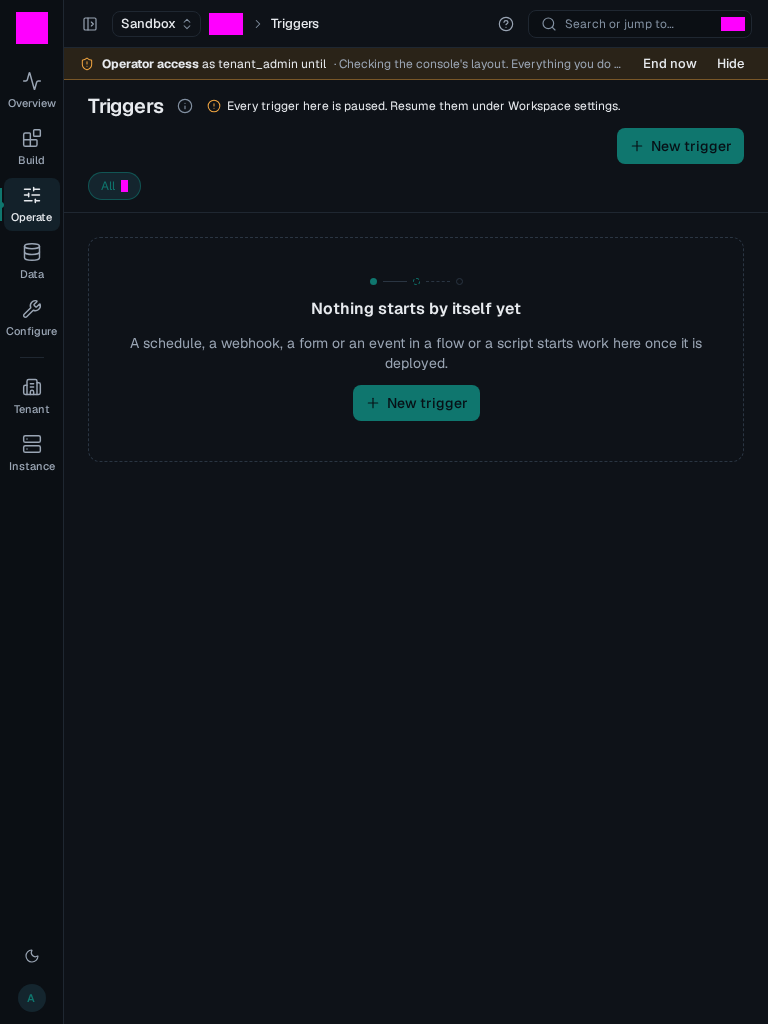 Sandbox
Triggers
Search or jump to…
Operator access as tenant_admin until · Checking the console's layout. Everything you do …
End now
Hide
Overview
Build
Operate
Data
Configure
Tenant
Instance
A
Triggers
Every trigger here is paused. Resume them under Workspace settings.
New trigger
All
Nothing starts by itself yet
A schedule, a webhook, a form or an event in a flow or a script starts work here once it is
deployed.
New trigger